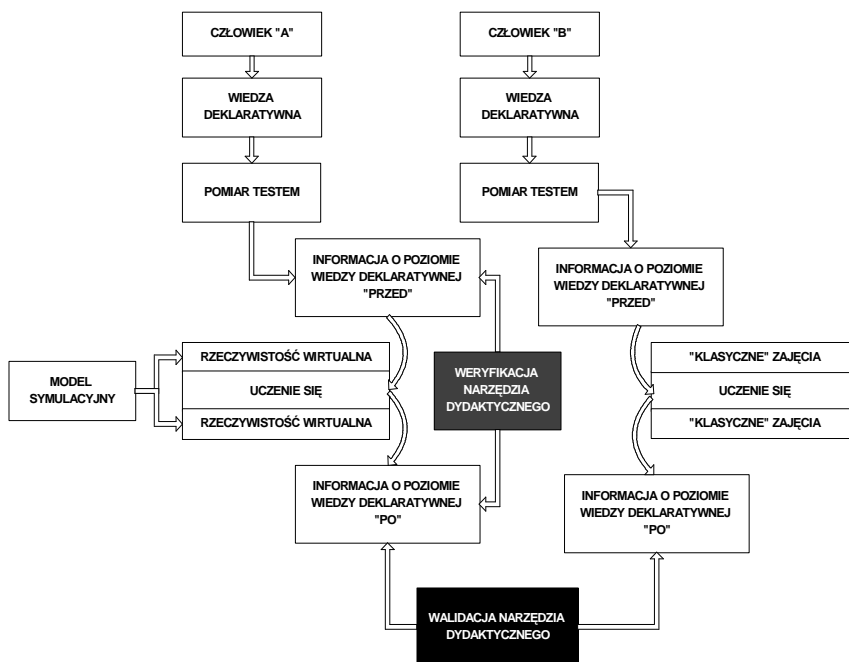 CZŁOWIEK "A"
CZŁOWIEK "B"
WIEDZA
DEKLARATYWNA
WIEDZA
DEKLARATYWNA
POMIAR TESTEM
POMIAR TESTEM
INFORMACJA O POZIOMIE
WIEDZY DEKLARATYWNEJ
"PRZED"
INFORMACJA O POZIOMIE
WIEDZY DEKLARATYWNEJ
"PRZED"
MODEL
SYMULACYJNY
RZECZYWISTOŚĆ WIRTUALNA
UCZENIE SIĘ
RZECZYWISTOŚĆ WIRTUALNA
WERYFIKACJA
NARZĘDZIA
DYDAKTYCZNEGO
"KLASYCZNE" ZAJĘCIA
UCZENIE SIĘ
"KLASYCZNE" ZAJĘCIA
INFORMACJA O POZIOMIE
WIEDZY DEKLARATYWNEJ
"PO"
INFORMACJA O POZIOMIE
WIEDZY DEKLARATYWNEJ
"PO"
WALIDACJA NARZĘDZIA
DYDAKTYCZNEGO